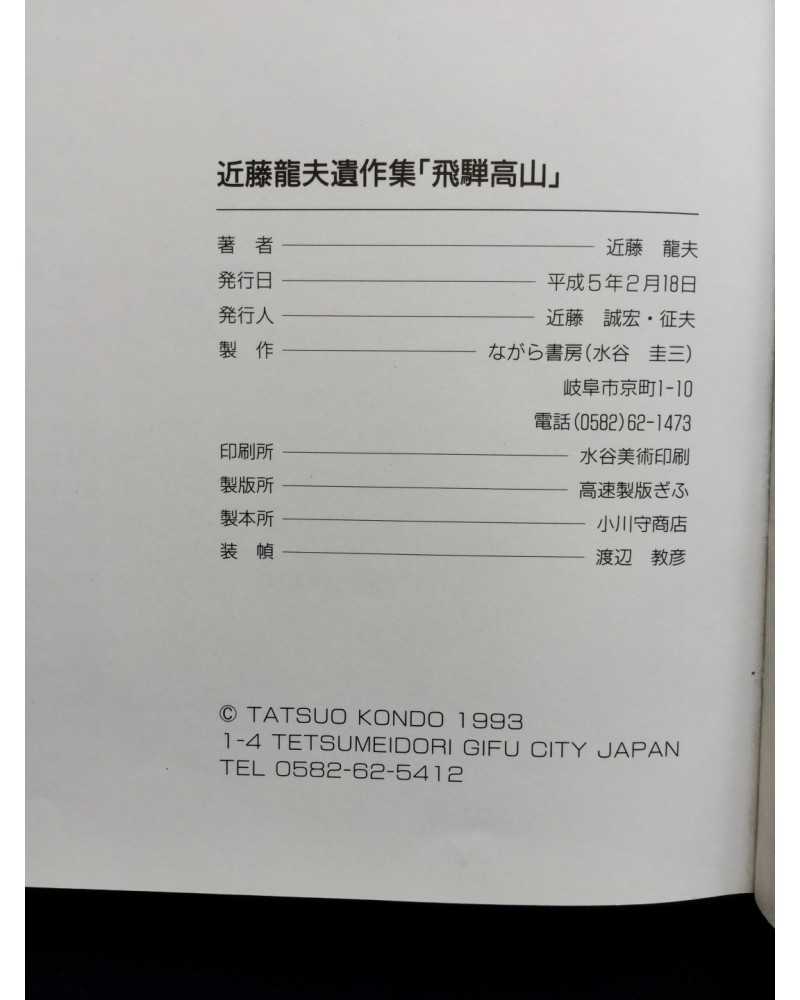 近藤龍夫遺作集「飛騨高山」
著　者 ── 近藤　龍夫
発行日 ── 平成5年2月18日
発行人 ── 近藤　誠宏・征夫
製　作 ── ながら書房(水谷　圭三)
岐阜市京町1-10
電話(0582)62-1473
印刷所 ── 水谷美術印刷
製版所 ── 高速製版ぎふ
製本所 ── 小川守商店
装　幀 ── 渡辺　教彦
© TATSUO KONDO 1993
1-4 TETSUMEIDORI GIFU CITY JAPAN
TEL 0582-62-5412